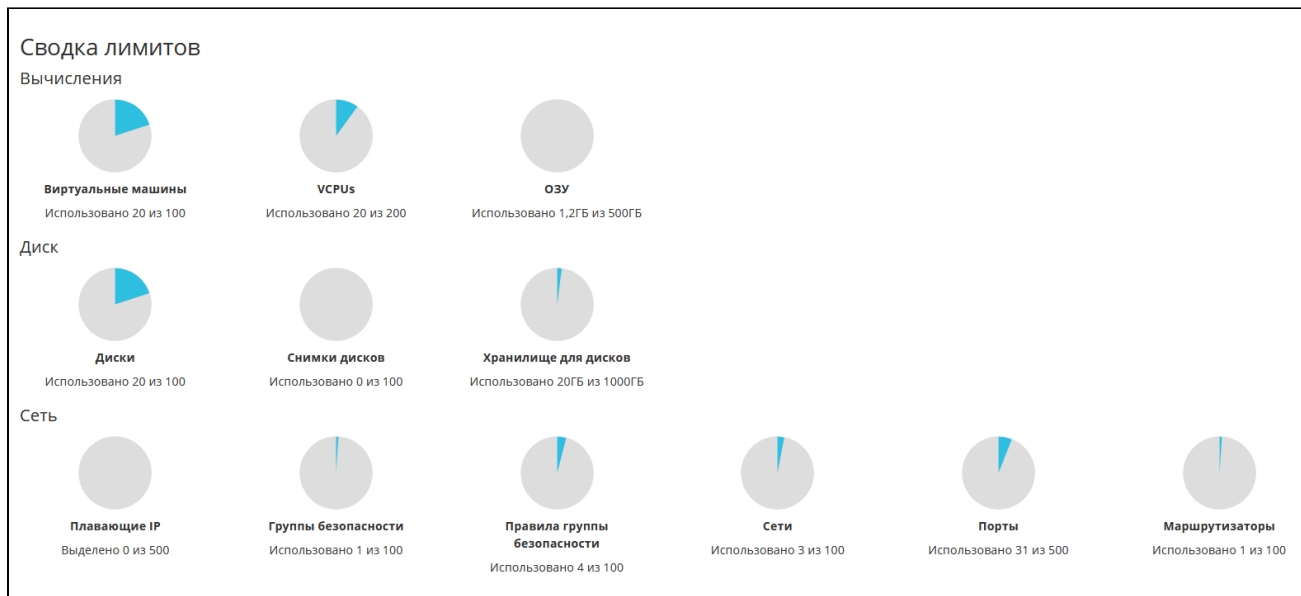 Сводка лимитов
Вычисления
Виртуальные машины
VCPUs
ОЗУ
Использовано 20 из 100
Использовано 20 из 200
Использовано 1,2ГБ из 500ГБ
Диск
Диски
Снимки дисков
Хранилище для дисков
Использовано 20 из 100
Использовано 0 из 100
Использовано 20ГБ из 1000ГБ
Сеть
Плавающие IP
Группы безопасности
Правила группы
безопасности
Сети
Порты
Маршрутизаторы
Выделено 0 из 500
Использовано 1 из 100
Использовано 4 из 100
Использовано 3 из 100
Использовано 31 из 500
Использовано 1 из 100